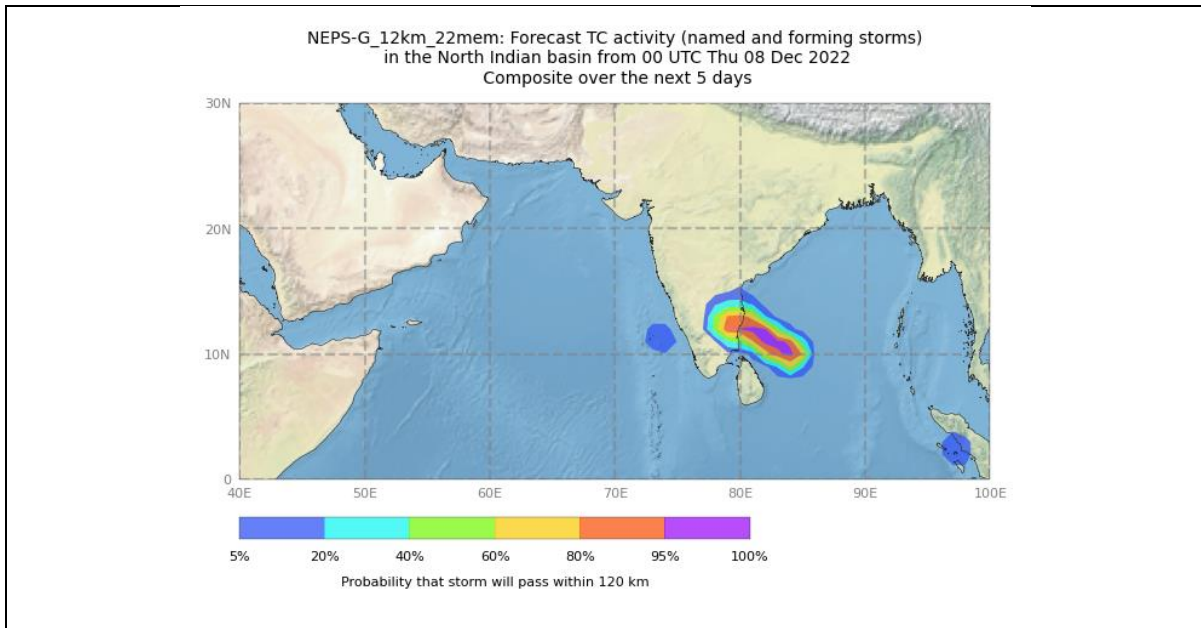 NEPS-G_12km_22mem: Forecast TC activity (named and forming storms)
in the North Indian basin from 00 UTC Thu 08 Dec 2022
Composite over the next 5 days
30N
20N
10N
0
40E 50E 60E 70E 80E 90E 100E
5% 20% 40% 60% 80% 95% 100%
Probability that storm will pass within 120 km